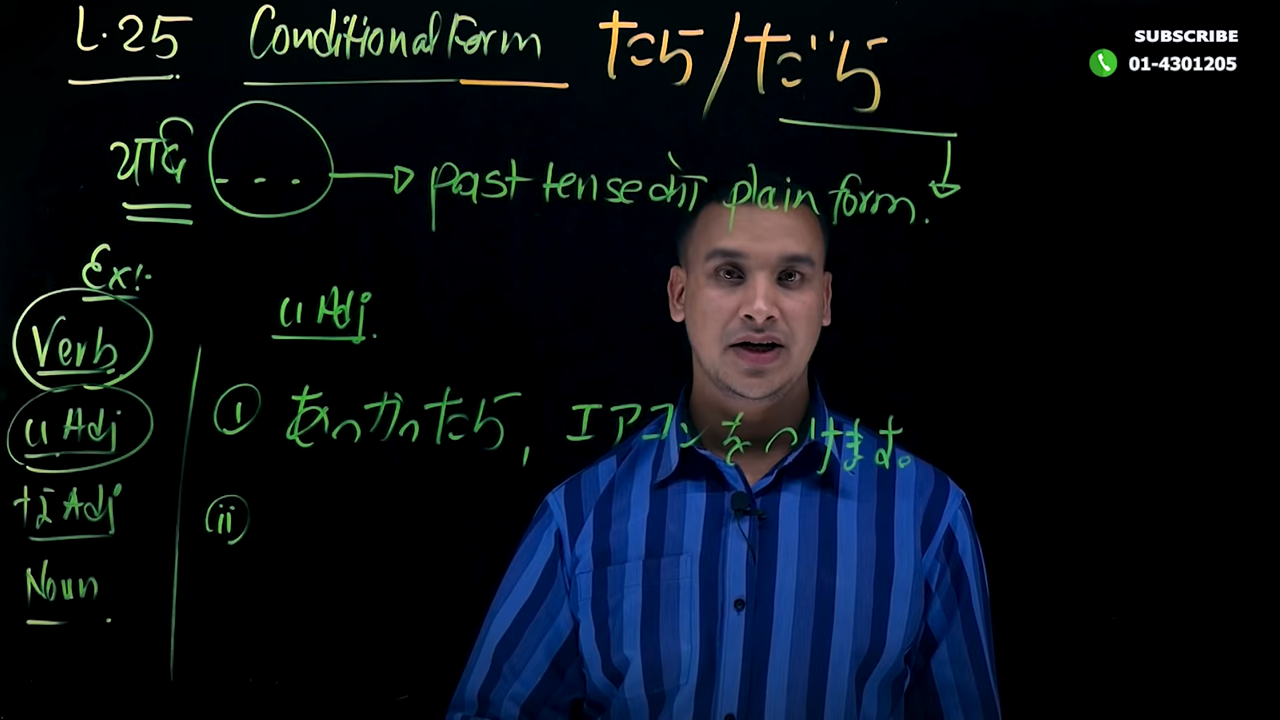 L.25 Conditional Form たら/だら
SUBSCRIBE
01-4301205
यदि ... past tense को plain form.
Ex:-
Verb
い Adj
な Adj
Noun
い Adj.
① あつかったら, エアコンをつけます。
(ii)